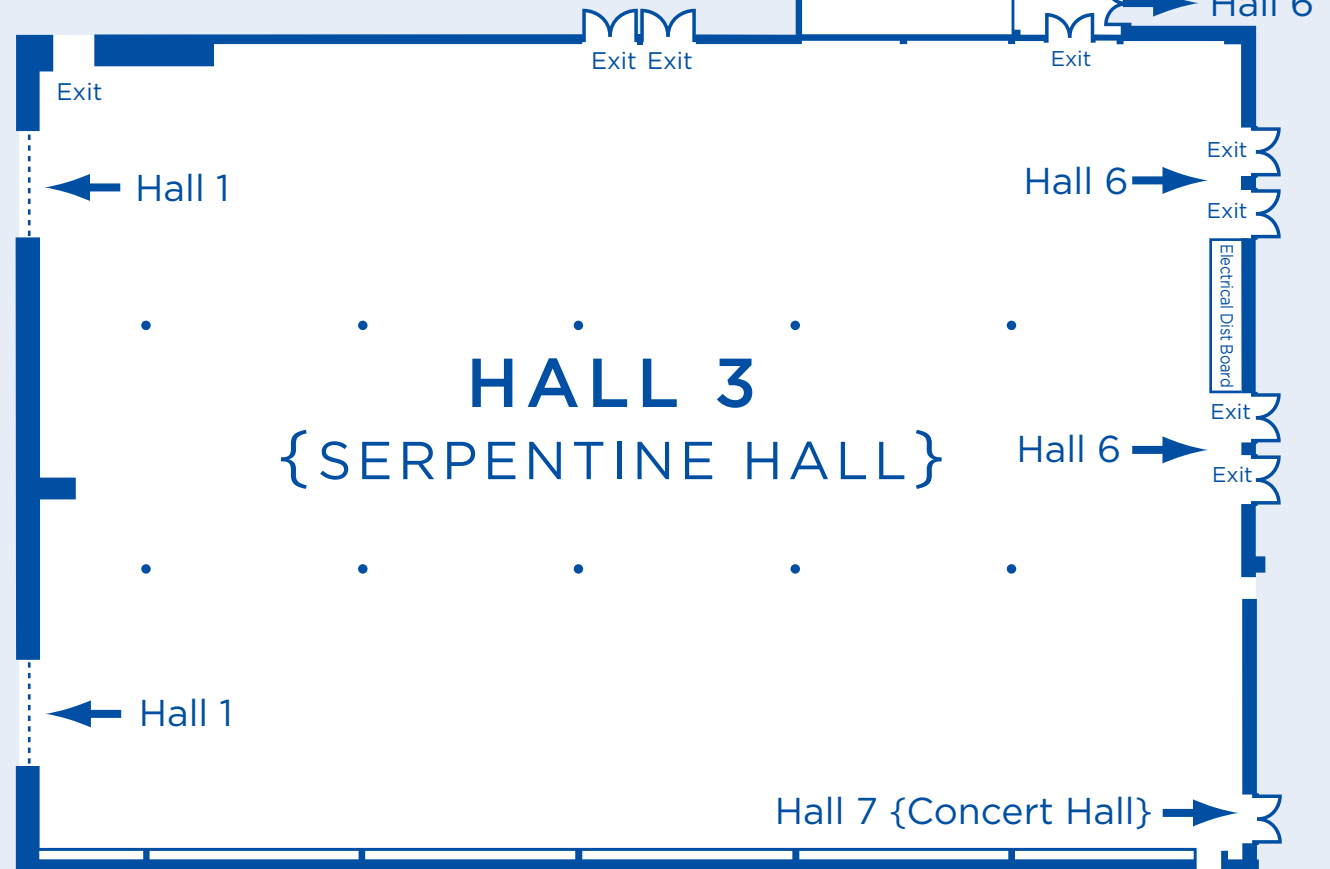 Hall 6
Exit Exit
Exit
Exit
Exit
Hall 1
Hall 6
Exit
Electrical Dist Board
HALL 3
{SERPENTINE HALL}
Exit
Hall 6
Exit
Hall 1
Hall 7 {Concert Hall}